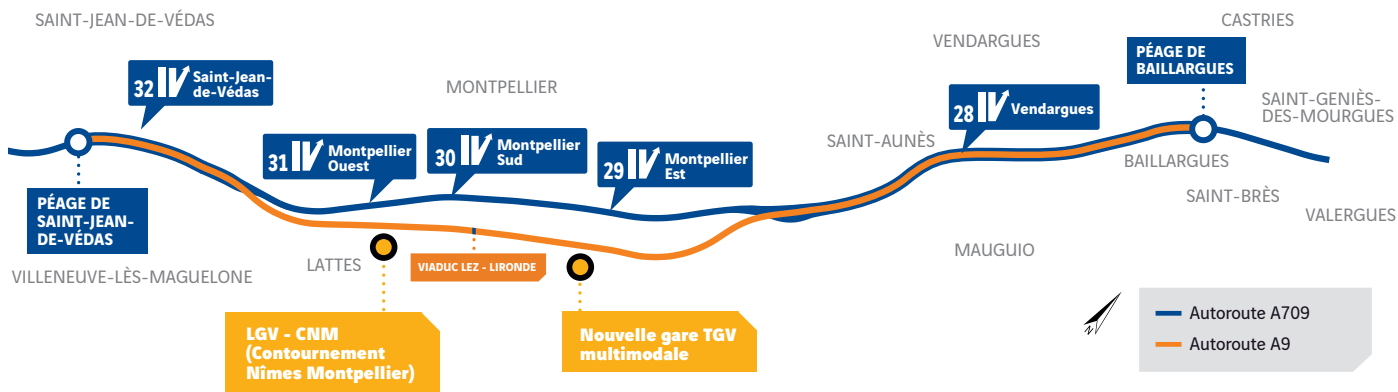 SAINT-JEAN-DE-VÉDAS
CASTRIES
VENDARGUES
PÉAGE DE
BAILLARGUES
32 Saint-Jean-
de-Védas
MONTPELLIER
28 Vendargues
SAINT-GENIÈS-
DES-MOURGUES
31 Montpellier
Ouest
30 Montpellier
Sud
29 Montpellier
Est
SAINT-AUNÈS
BAILLARGUES
PÉAGE DE
SAINT-JEAN-
DE-VÉDAS
SAINT-BRÈS
VALERGUES
VILLENEUVE-LÈS-MAGUELONE
LATTES
VIADUC LEZ - LIRONDE
MAUGUIO
LGV - CNM
(Contournement
Nîmes Montpellier)
Nouvelle gare TGV
multimodale
N
Autoroute A709
Autoroute A9